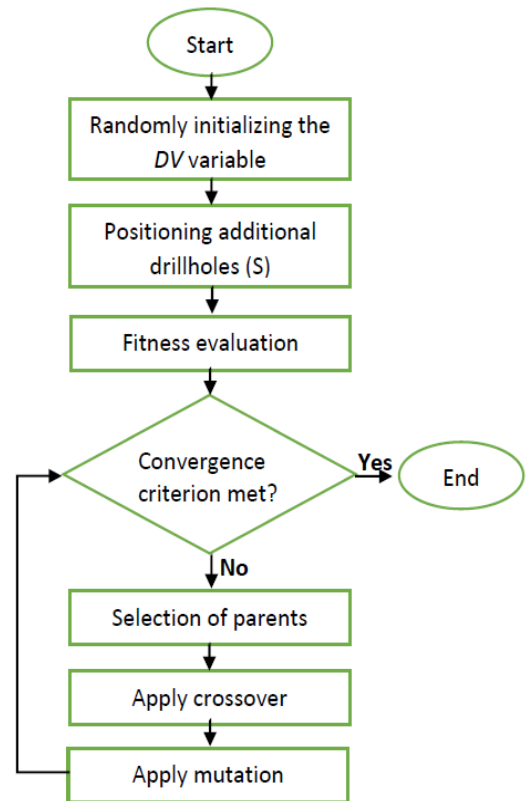 Start
Randomly initializing the
DV variable
Positioning additional
drillholes (S)
Fitness evaluation
Convergence
criterion met?
Yes
End
No
Selection of parents
Apply crossover
Apply mutation